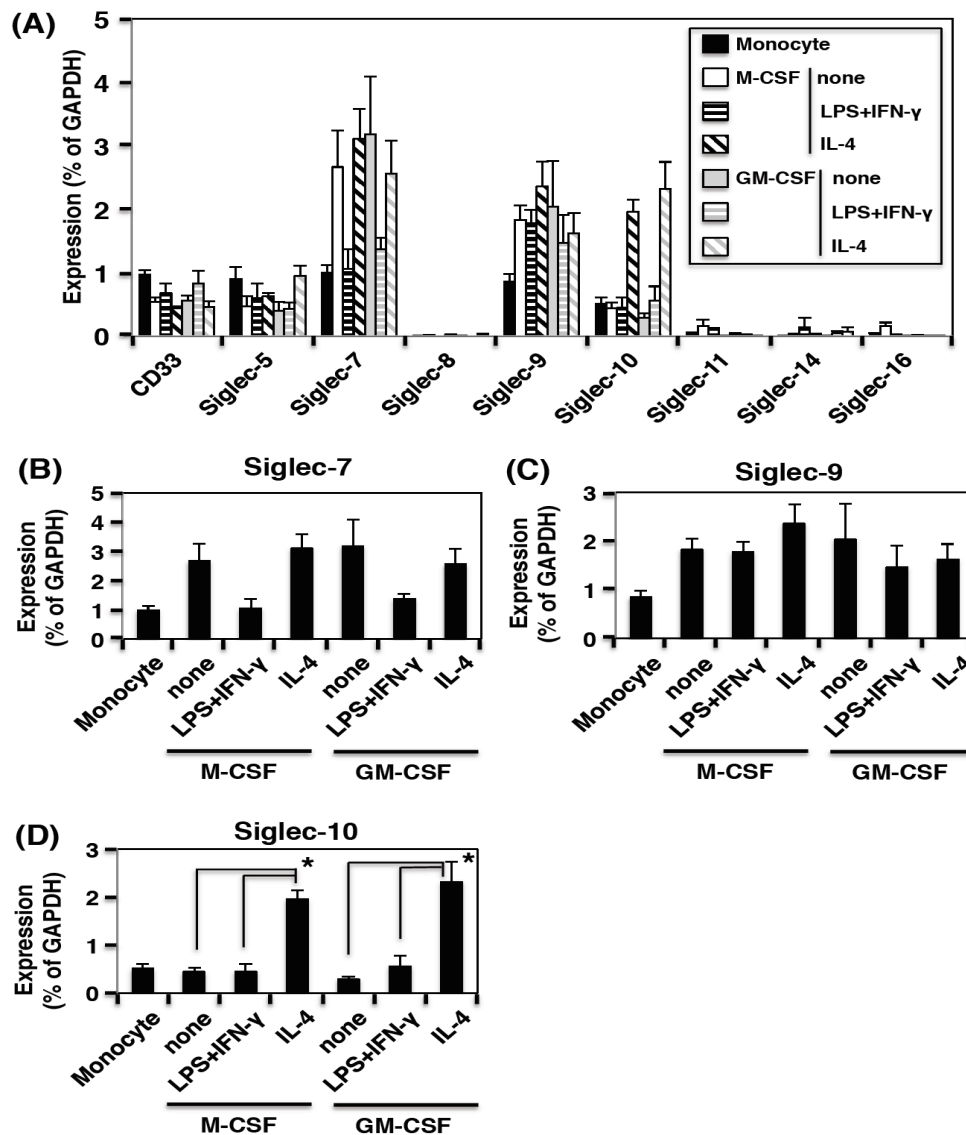 (A)
Expression (% of GAPDH)
5
4
3
2
1
0
Monocyte
M-CSF none
LPS+IFN-γ
IL-4
GM-CSF none
LPS+IFN-γ
IL-4
CD33
Siglec-5
Siglec-7
Siglec-8
Siglec-9
Siglec-10
Siglec-11
Siglec-14
Siglec-16
(B)
Siglec-7
Expression
(% of GAPDH)
5
4
3
2
1
0
Monocyte
none
LPS+IFN-γ
IL-4
none
LPS+IFN-γ
IL-4
M-CSF
GM-CSF
(C)
Siglec-9
Expression
(% of GAPDH)
3
2
1
0
Monocyte
none
LPS+IFN-γ
IL-4
none
LPS+IFN-γ
IL-4
M-CSF
GM-CSF
(D)
Siglec-10
Expression
(% of GAPDH)
3
2
1
0
*
*
Monocyte
none
LPS+IFN-γ
IL-4
none
LPS+IFN-γ
IL-4
M-CSF
GM-CSF